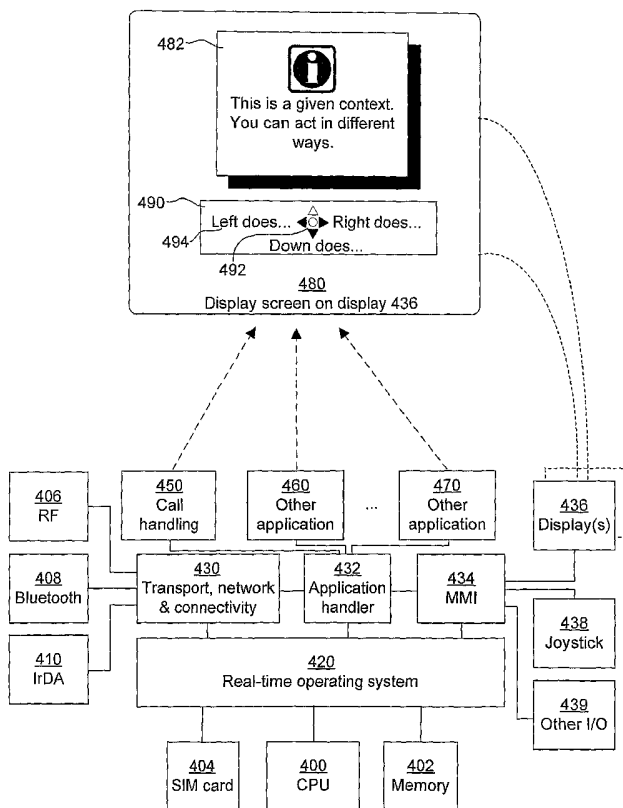 482
i
This is a given context.
You can act in different
ways.
490
Left does... Right does...
494
492
Down does...
480
Display screen on display 436
406
RF
450
Call
handling
460
Other
application
...
470
Other
application
436
Display(s)
408
Bluetooth
430
Transport, network
& connectivity
432
Application
handler
434
MMI
438
Joystick
410
IrDA
420
Real-time operating system
439
Other I/O
404
SIM card
400
CPU
402
Memory